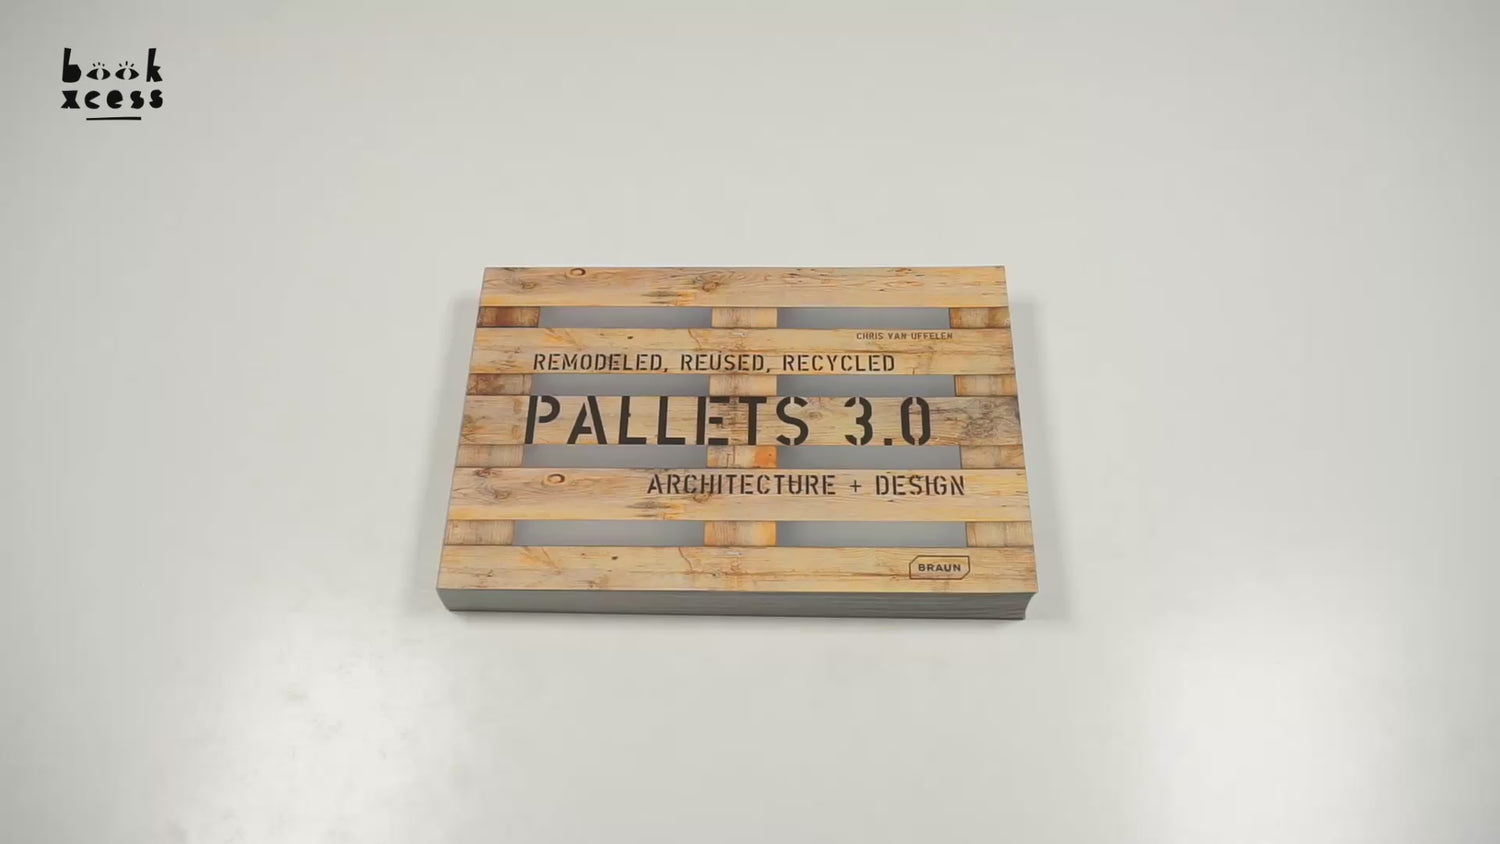 book
xcess
CHRIS VAN UFFELEN
REMODELED, REUSED, RECYCLED
PALLETS 3.0
ARCHITECTURE + DESIGN
BRAUN